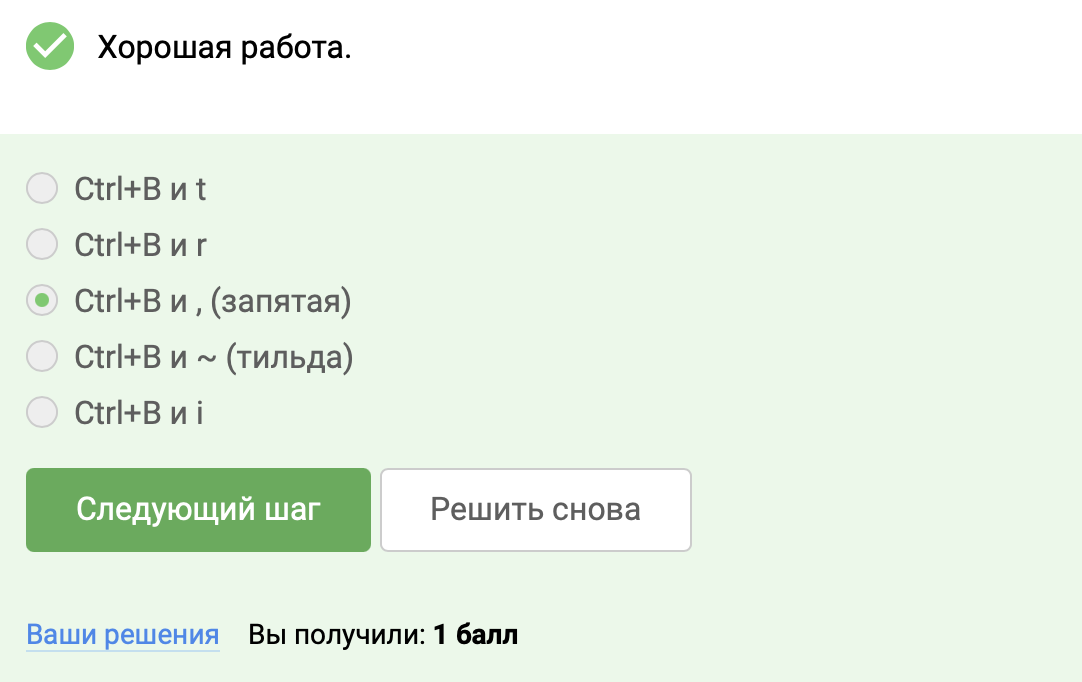 Хорошая работа.
Ctrl+B и t
Ctrl+B и r
Ctrl+B и , (запятая)
Ctrl+B и ~ (тильда)
Ctrl+B и i
Следующий шаг
Решить снова
Ваши решения Вы получили: 1 балл